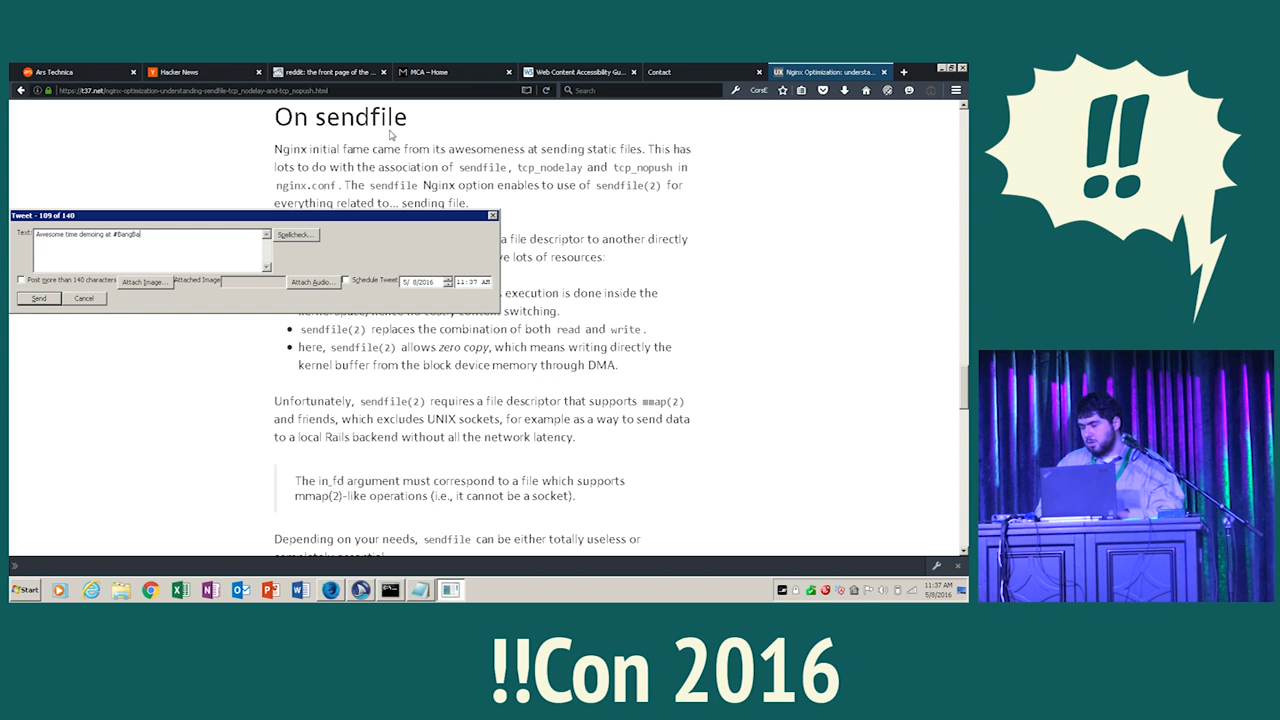 Ars Technica
Hacker News
reddit: the front page of the ...
MCA – Home
Web Content Accessibility Gu...
Contact
Nginx Optimization: understa...
https://t37.net/nginx-optimization-understanding-sendfile-tcp_nodelay-and-tcp_nopush.html
Search
CorsE
On sendfile
Nginx initial fame came from its awesomeness at sending static files. This has
lots to do with the association of sendfile, tcp_nodelay and tcp_nopush in
nginx.conf. The sendfile Nginx option enables to use of sendfile(2) for
everything related to... sending file.
Tweet - 109 of 140
Text:
Awesome time demoing at #BangBa
Spellcheck...
Post more than 140 characters
Attach Image...
Attached Image
Attach Audio...
Schedule Tweet
5/ 8/2016
11:37 AM
Send
Cancel
a file descriptor to another directly
ve lots of resources:
execution is done inside the
switching.
sendfile(2) replaces the combination of both read and write.
here, sendfile(2) allows zero copy, which means writing directly the
kernel buffer from the block device memory through DMA.
Unfortunately, sendfile(2) requires a file descriptor that supports mmap(2)
and friends, which excludes UNIX sockets, for example as a way to send data
to a local Rails backend without all the network latency.
The in_fd argument must correspond to a file which supports
mmap(2)-like operations (i.e., it cannot be a socket).
Depending on your needs, sendfile can be either totally useless or
Start
11:37 AM
5/8/2016
!!
!!Con 2016